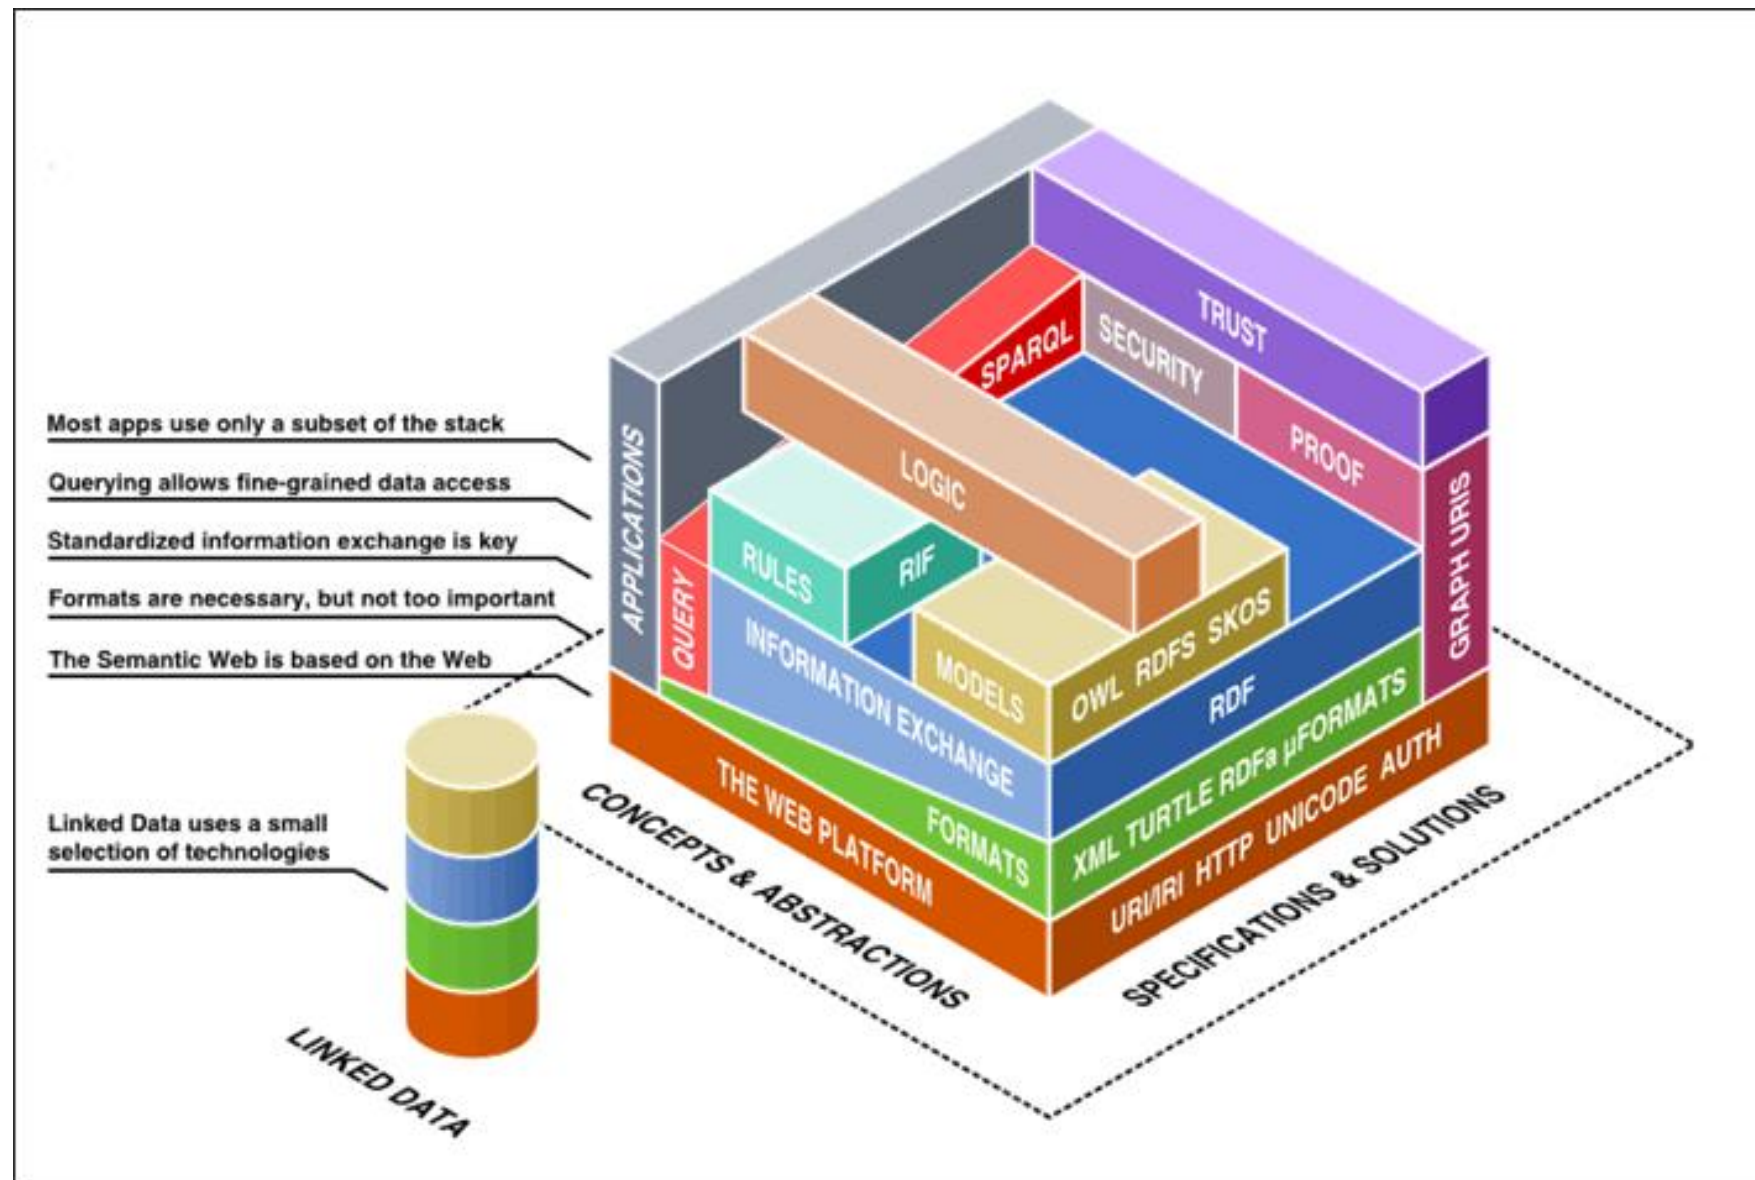 Most apps use only a subset of the stack
Querying allows fine-grained data access
Standardized information exchange is key
Formats are necessary, but not too important
The Semantic Web is based on the Web
Linked Data uses a small
selection of technologies
LINKED DATA
APPLICATIONS
QUERY
RULES
RIF
LOGIC
SPARQL
SECURITY
TRUST
PROOF
GRAPH URIS
INFORMATION EXCHANGE
MODELS
OWL RDFS SKOS
RDF
FORMATS
XML TURTLE RDFa µFORMATS
THE WEB PLATFORM
URI/IRI HTTP UNICODE AUTH
CONCEPTS & ABSTRACTIONS
SPECIFICATIONS & SOLUTIONS